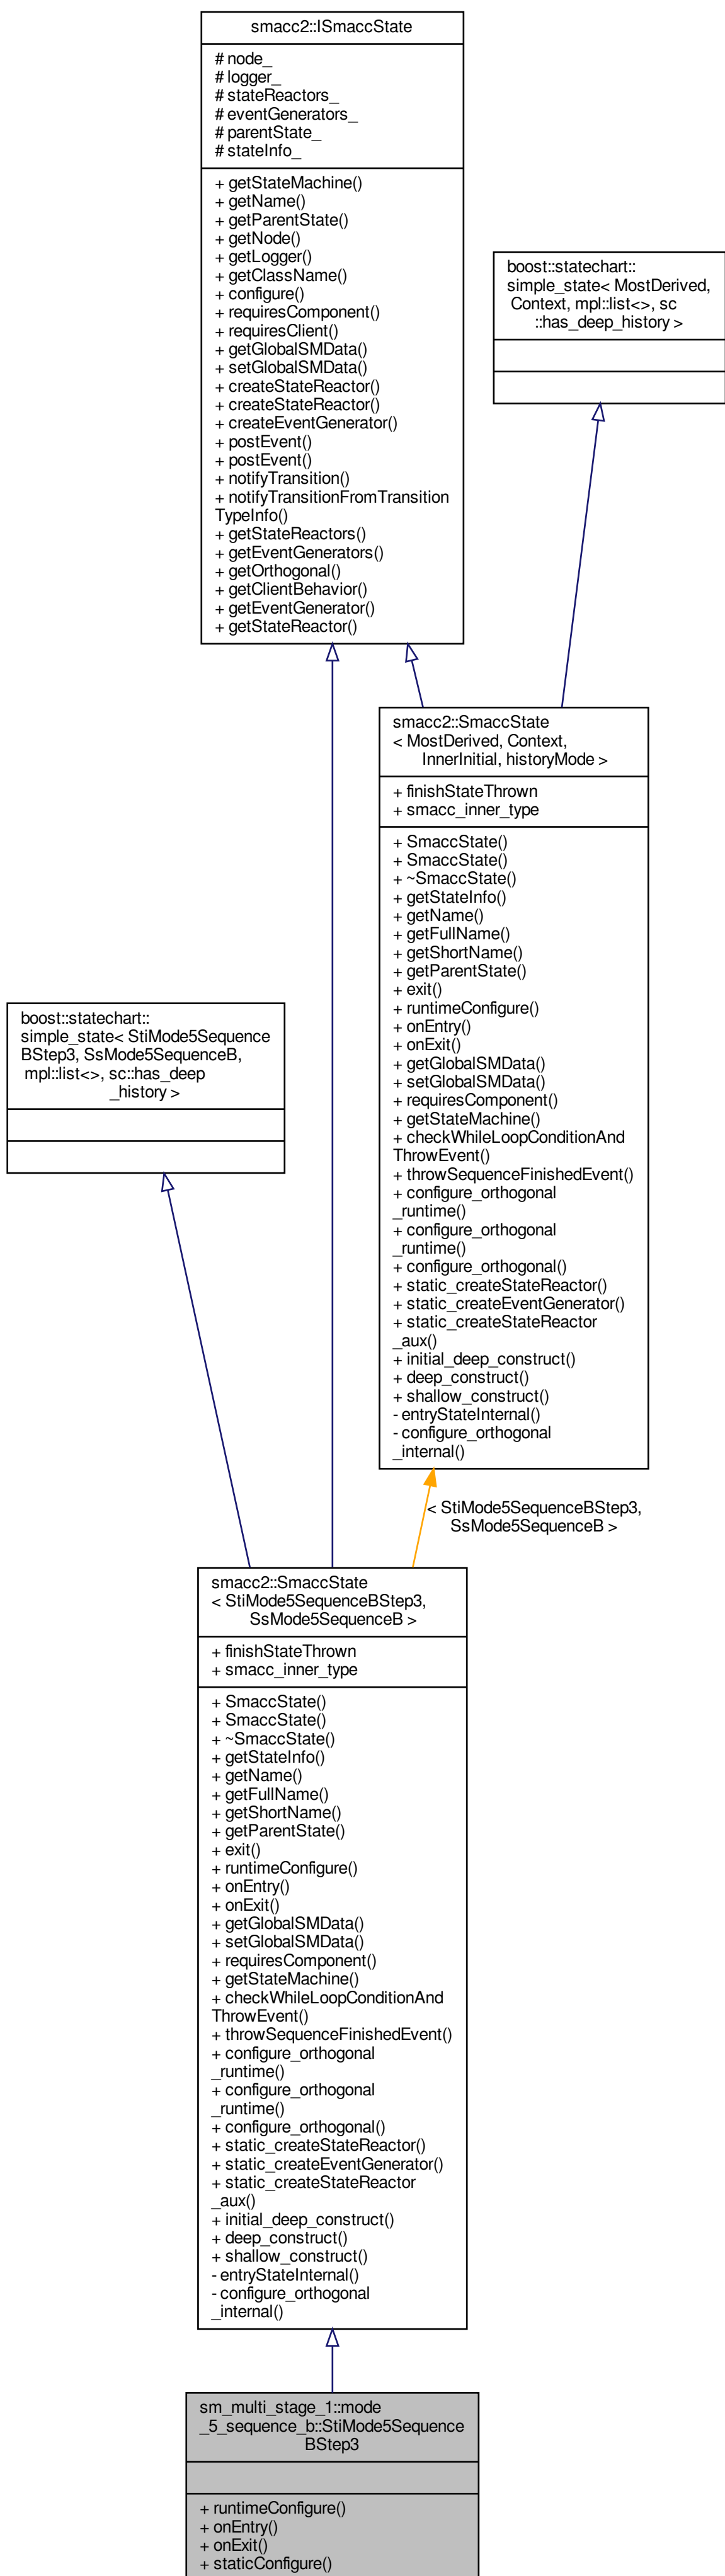 smacc2::ISmaccState
# node_
# logger_
# stateReactors_
# eventGenerators_
# parentState_
# stateInfo_
+ getStateMachine()
+ getName()
+ getParentState()
+ getNode()
+ getLogger()
+ getClassName()
+ configure()
+ requiresComponent()
+ requiresClient()
+ getGlobalSMData()
+ setGlobalSMData()
+ createStateReactor()
+ createStateReactor()
+ createEventGenerator()
+ postEvent()
+ postEvent()
+ notifyTransition()
+ notifyTransitionFromTransition
TypeInfo()
+ getStateReactors()
+ getEventGenerators()
+ getOrthogonal()
+ getClientBehavior()
+ getEventGenerator()
+ getStateReactor()
boost::statechart::
simple_state< MostDerived,
Context, mpl::list<>, sc
::has_deep_history >
smacc2::SmaccState
< MostDerived, Context,
InnerInitial, historyMode >
+ finishStateThrown
+ smacc_inner_type
+ SmaccState()
+ SmaccState()
+ ~SmaccState()
+ getStateInfo()
+ getName()
+ getFullName()
+ getShortName()
+ getParentState()
+ exit()
+ runtimeConfigure()
+ onEntry()
+ onExit()
+ getGlobalSMData()
+ setGlobalSMData()
+ requiresComponent()
+ getStateMachine()
+ checkWhileLoopConditionAnd
ThrowEvent()
+ throwSequenceFinishedEvent()
+ configure_orthogonal
_runtime()
+ configure_orthogonal
_runtime()
+ configure_orthogonal()
+ static_createStateReactor()
+ static_createEventGenerator()
+ static_createStateReactor
_aux()
+ initial_deep_construct()
+ deep_construct()
+ shallow_construct()
- entryStateInternal()
- configure_orthogonal
_internal()
boost::statechart::
simple_state< StiMode5Sequence
BStep3, SsMode5SequenceB,
mpl::list<>, sc::has_deep
_history >
< StiMode5SequenceBStep3,
SsMode5SequenceB >
smacc2::SmaccState
< StiMode5SequenceBStep3,
SsMode5SequenceB >
+ finishStateThrown
+ smacc_inner_type
+ SmaccState()
+ SmaccState()
+ ~SmaccState()
+ getStateInfo()
+ getName()
+ getFullName()
+ getShortName()
+ getParentState()
+ exit()
+ runtimeConfigure()
+ onEntry()
+ onExit()
+ getGlobalSMData()
+ setGlobalSMData()
+ requiresComponent()
+ getStateMachine()
+ checkWhileLoopConditionAnd
ThrowEvent()
+ throwSequenceFinishedEvent()
+ configure_orthogonal
_runtime()
+ configure_orthogonal
_runtime()
+ configure_orthogonal()
+ static_createStateReactor()
+ static_createEventGenerator()
+ static_createStateReactor
_aux()
+ initial_deep_construct()
+ deep_construct()
+ shallow_construct()
- entryStateInternal()
- configure_orthogonal
_internal()
sm_multi_stage_1::mode
_5_sequence_b::StiMode5Sequence
BStep3
+ runtimeConfigure()
+ onEntry()
+ onExit()
+ staticConfigure()